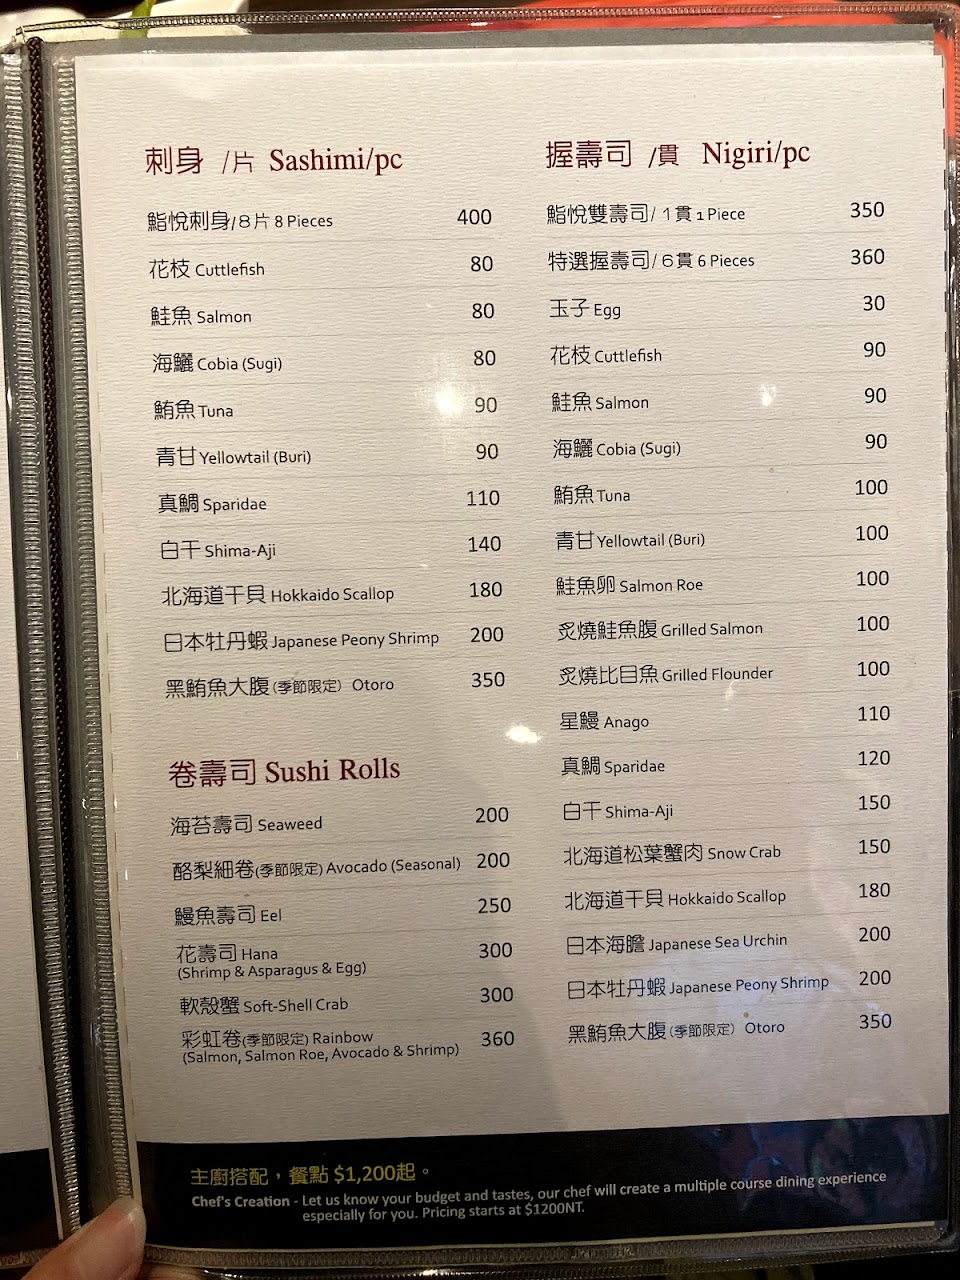 刺身 /片 Sashimi/pc
鮨悅刺身/８片 8 Pieces 400
花枝 Cuttlefish 80
鮭魚 Salmon 80
海鱺 Cobia (Sugi) 80
鮪魚 Tuna 90
青甘 Yellowtail (Buri) 90
真鯛 Sparidae 110
白干 Shima-Aji 140
北海道干貝 Hokkaido Scallop 180
日本牡丹蝦 Japanese Peony Shrimp 200
黑鮪魚大腹(季節限定) Otoro 350
卷壽司 Sushi Rolls
海苔壽司 Seaweed 200
酪梨細卷(季節限定) Avocado (Seasonal) 200
鰻魚壽司 Eel 250
花壽司 Hana 300
(Shrimp & Asparagus & Egg)
軟殼蟹 Soft-Shell Crab 300
彩虹卷(季節限定) Rainbow 360
(Salmon, Salmon Roe, Avocado & Shrimp)
握壽司 /貫 Nigiri/pc
鮨悅雙壽司/１貫 1 Piece 350
特選握壽司/６貫 6 Pieces 360
玉子 Egg 30
花枝 Cuttlefish 90
鮭魚 Salmon 90
海鱺 Cobia (Sugi) 90
鮪魚 Tuna 100
青甘 Yellowtail (Buri) 100
鮭魚卵 Salmon Roe 100
炙燒鮭魚腹 Grilled Salmon 100
炙燒比目魚 Grilled Flounder 100
星鰻 Anago 110
真鯛 Sparidae 120
白干 Shima-Aji 150
北海道松葉蟹肉 Snow Crab 150
北海道干貝 Hokkaido Scallop 180
日本海膽 Japanese Sea Urchin 200
日本牡丹蝦 Japanese Peony Shrimp 200
黑鮪魚大腹(季節限定) Otoro 350
主廚搭配，餐點 $1,200起。
Chef's Creation - Let us know your budget and tastes, our chef will create a multiple course dining experience
especially for you. Pricing starts at $1200NT.